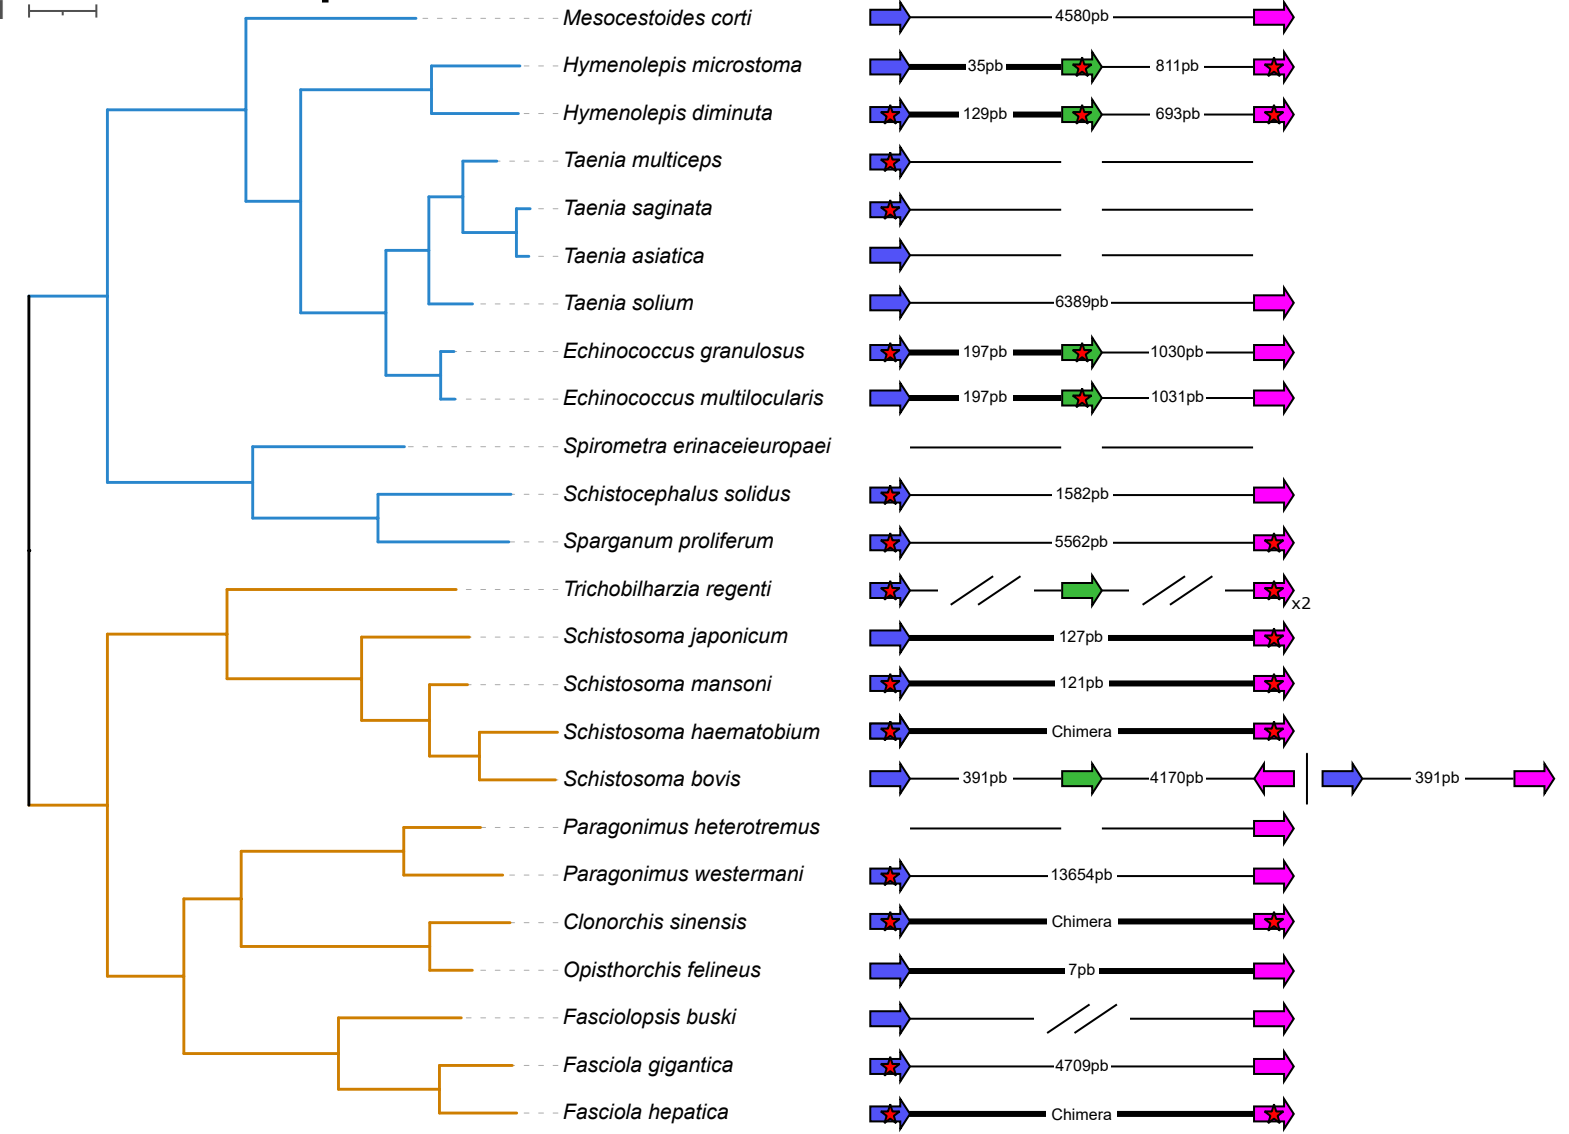 Mesocestoides corti 4580pb
Hymenolepis microstoma 35pb 811pb
Hymenolepis diminuta 129pb 693pb
Taenia multiceps
Taenia saginata
Taenia asiatica
Taenia solium 6389pb
Echinococcus granulosus 197pb 1030pb
Echinococcus multilocularis 197pb 1031pb
Spirometra erinaceieuropaei
Schistocephalus solidus 1582pb
Sparganum proliferum 5562pb
Trichobilharzia regenti x2
Schistosoma japonicum 127pb
Schistosoma mansoni 121pb
Schistosoma haematobium Chimera
Schistosoma bovis 391pb 4170pb 391pb
Paragonimus heterotremus
Paragonimus westermani 13654pb
Clonorchis sinensis Chimera
Opisthorchis felineus 7pb
Fasciolopsis buski
Fasciola gigantica 4709pb
Fasciola hepatica Chimera